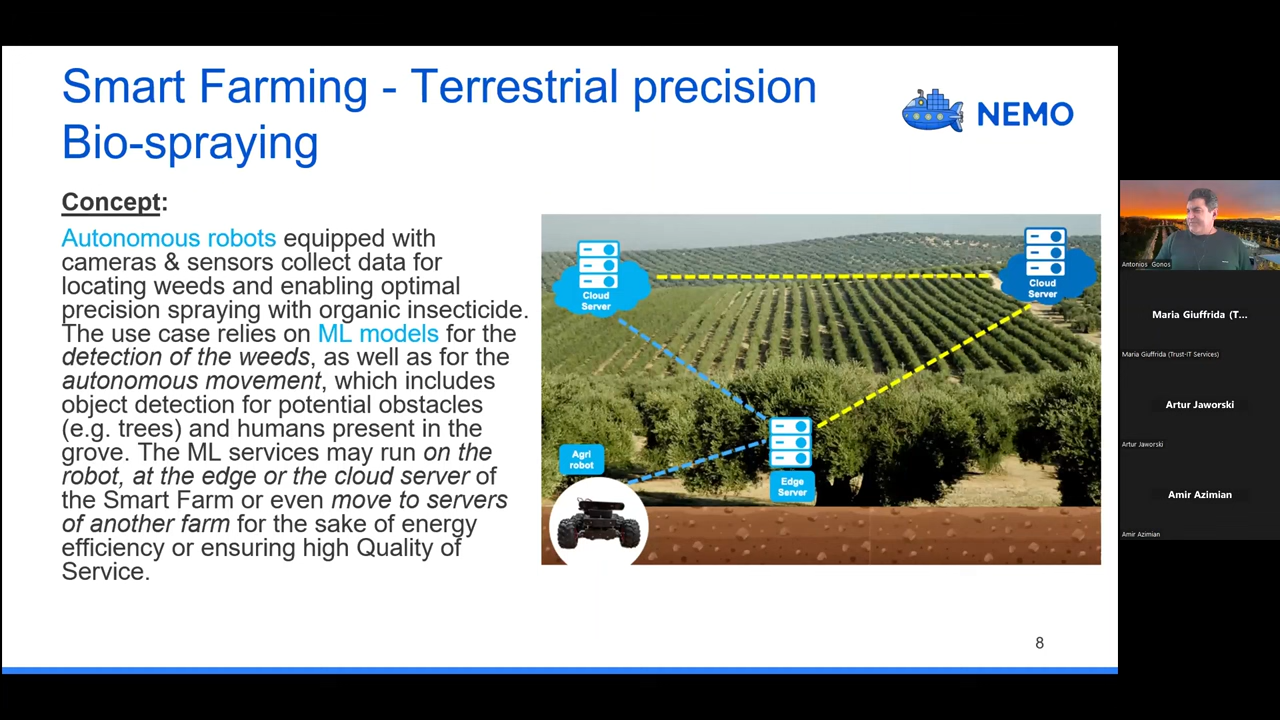 Smart Farming - Terrestrial precision
Bio-spraying
NEMO
Concept:
Autonomous robots equipped with
cameras & sensors collect data for
locating weeds and enabling optimal
precision spraying with organic insecticide.
The use case relies on ML models for the
detection of the weeds, as well as for the
autonomous movement, which includes
object detection for potential obstacles
(e.g. trees) and humans present in the
grove. The ML services may run on the
robot, at the edge or the cloud server of
the Smart Farm or even move to servers
of another farm for the sake of energy
efficiency or ensuring high Quality of
Service.
Cloud
Server
Cloud
Server
Agri
robot
Edge
Server
8
Antonios Gonos
Maria Giuffrida (T...
Maria Giuffrida (Trust-IT Services)
Artur Jaworski
Artur Jaworski
Amir Azimian
Amir Azimian